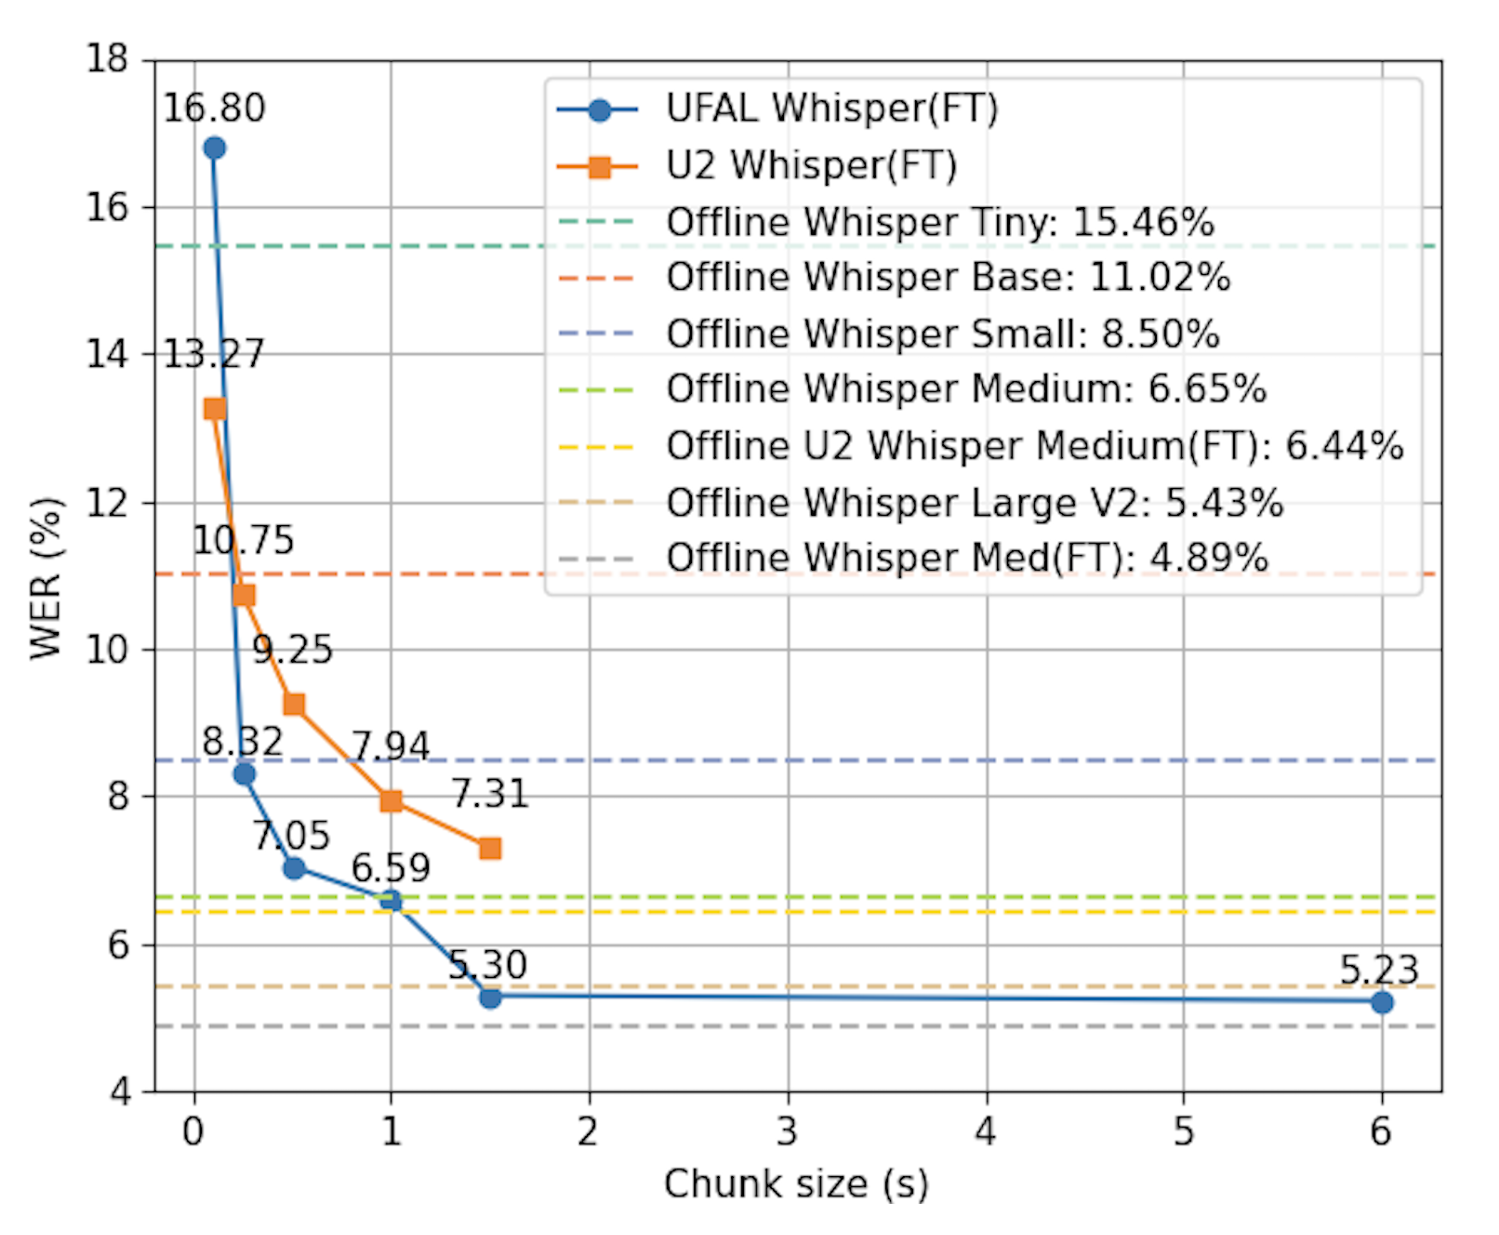 18
16
14
12
10
8
6
4
WER (%)
16.80
13.27
10.75
9.25
8.32
7.94
7.31
7.05
6.59
5.30
5.23
UFAL Whisper(FT)
U2 Whisper(FT)
Offline Whisper Tiny: 15.46%
Offline Whisper Base: 11.02%
Offline Whisper Small: 8.50%
Offline Whisper Medium: 6.65%
Offline U2 Whisper Medium(FT): 6.44%
Offline Whisper Large V2: 5.43%
Offline Whisper Med(FT): 4.89%
0 1 2 3 4 5 6
Chunk size (s)